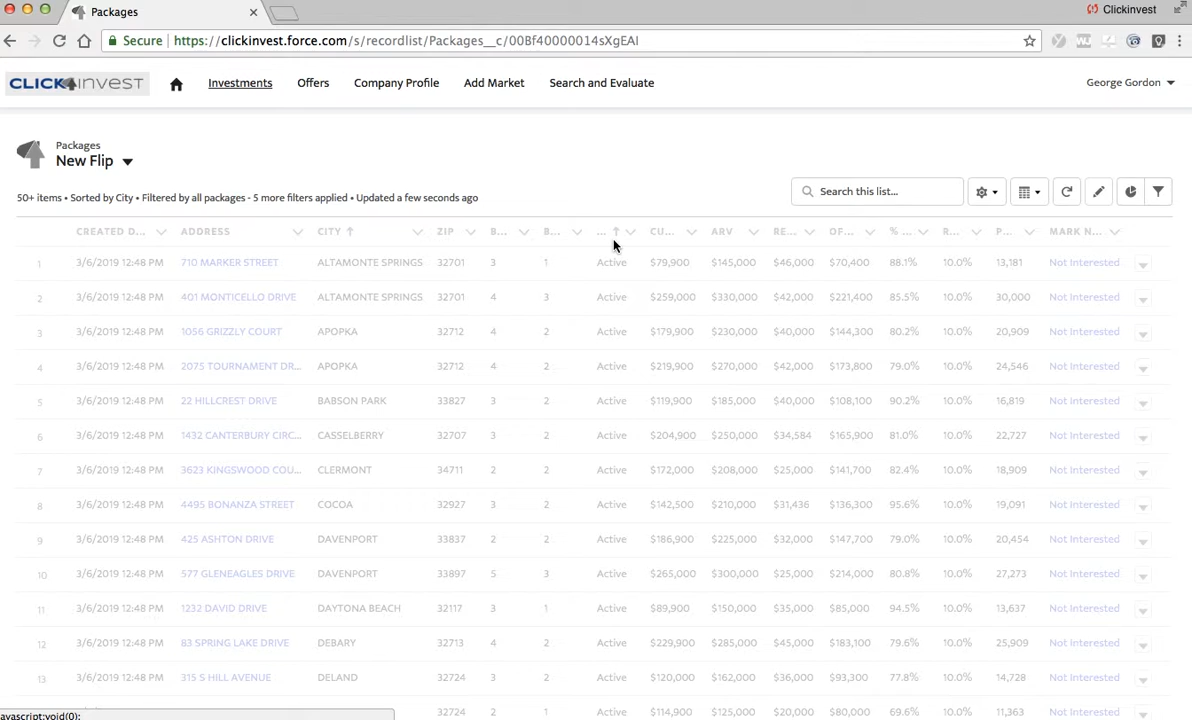 Packages
Clickinvest
Secure https://clickinvest.force.com/s/recordlist/Packages__c/00Bf40000014sXgEAI
CLICK4INVEST Investments Offers Company Profile Add Market Search and Evaluate George Gordon
Packages
New Flip
50+ items • Sorted by City • Filtered by all packages - 5 more filters applied • Updated a few seconds ago
Search this list...
CREATED D... ADDRESS CITY ZIP B... B... ... CU... ARV RE... OF... % ... R... P... MARK N...
1 3/6/2019 12:48 PM 710 MARKER STREET ALTAMONTE SPRINGS 32701 3 1 Active $79,900 $145,000 $46,000 $70,400 88.1% 10.0% 13,181 Not Interested
2 3/6/2019 12:48 PM 401 MONTICELLO DRIVE ALTAMONTE SPRINGS 32701 4 3 Active $259,000 $330,000 $42,000 $221,400 85.5% 10.0% 30,000 Not Interested
3 3/6/2019 12:48 PM 1056 GRIZZLY COURT APOPKA 32712 4 2 Active $179,900 $230,000 $40,000 $144,300 80.2% 10.0% 20,909 Not Interested
4 3/6/2019 12:48 PM 2075 TOURNAMENT DR... APOPKA 32712 4 2 Active $219,900 $270,000 $42,000 $173,800 79.0% 10.0% 24,546 Not Interested
5 3/6/2019 12:48 PM 22 HILLCREST DRIVE BABSON PARK 33827 3 2 Active $119,900 $185,000 $40,000 $108,100 90.2% 10.0% 16,819 Not Interested
6 3/6/2019 12:48 PM 1432 CANTERBURY CIRC... CASSELBERRY 32707 3 2 Active $204,900 $250,000 $34,584 $165,900 81.0% 10.0% 22,727 Not Interested
7 3/6/2019 12:48 PM 3623 KINGSWOOD COU... CLERMONT 34711 2 2 Active $172,000 $208,000 $25,000 $141,700 82.4% 10.0% 18,909 Not Interested
8 3/6/2019 12:48 PM 4495 BONANZA STREET COCOA 32927 3 2 Active $142,500 $210,000 $31,436 $136,300 95.6% 10.0% 19,091 Not Interested
9 3/6/2019 12:48 PM 425 ASHTON DRIVE DAVENPORT 33837 2 2 Active $186,900 $225,000 $32,000 $147,700 79.0% 10.0% 20,454 Not Interested
10 3/6/2019 12:48 PM 577 GLENEAGLES DRIVE DAVENPORT 33897 5 3 Active $265,000 $300,000 $25,000 $214,000 80.8% 10.0% 27,273 Not Interested
11 3/6/2019 12:48 PM 1232 DAVID DRIVE DAYTONA BEACH 32117 3 1 Active $89,900 $150,000 $35,000 $85,000 94.5% 10.0% 13,637 Not Interested
12 3/6/2019 12:48 PM 83 SPRING LAKE DRIVE DEBARY 32713 4 2 Active $229,900 $285,000 $45,000 $183,100 79.6% 10.0% 25,909 Not Interested
13 3/6/2019 12:48 PM 315 S HILL AVENUE DELAND 32724 3 2 Active $120,000 $162,000 $36,000 $93,300 77.8% 10.0% 14,728 Not Interested
32724 2 1 Active $114,900 $125,000 $20,000 $80,000 69.6% 10.0% 11,363 Not Interested
avascript:void(0);